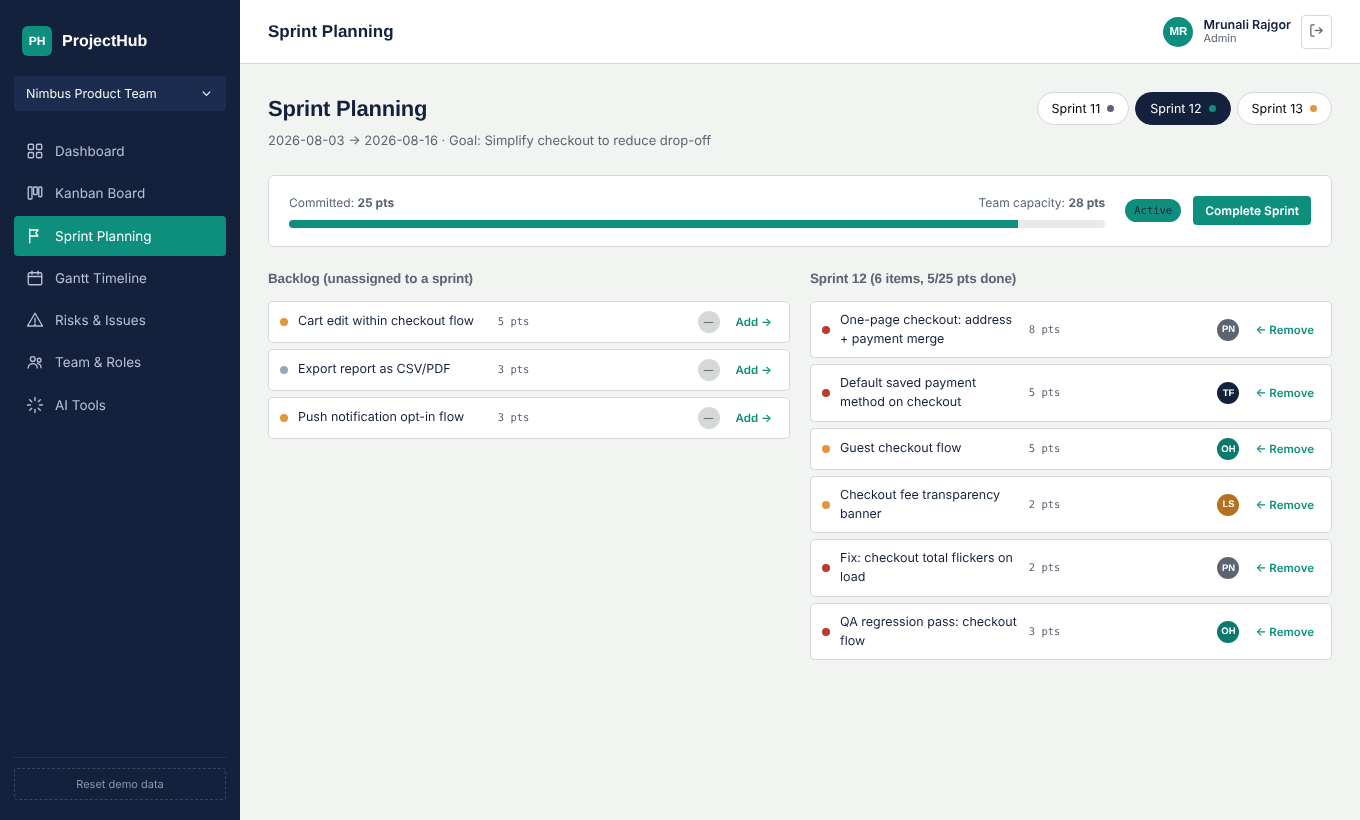 PH ProjectHub
Nimbus Product Team
Dashboard
Kanban Board
Sprint Planning
Gantt Timeline
Risks & Issues
Team & Roles
AI Tools
Reset demo data
Sprint Planning
MR
Mrunali Rajgor
Admin
Sprint Planning
Sprint 11
Sprint 12
Sprint 13
2026-08-03 → 2026-08-16 · Goal: Simplify checkout to reduce drop-off
Committed: 25 pts
Team capacity: 28 pts
Active
Complete Sprint
Backlog (unassigned to a sprint)
Cart edit within checkout flow 5 pts — Add →
Export report as CSV/PDF 3 pts — Add →
Push notification opt-in flow 3 pts — Add →
Sprint 12 (6 items, 5/25 pts done)
One-page checkout: address
+ payment merge
8 pts PN ← Remove
Default saved payment
method on checkout
5 pts TF ← Remove
Guest checkout flow 5 pts OH ← Remove
Checkout fee transparency
banner
2 pts LS ← Remove
Fix: checkout total flickers on
load
2 pts PN ← Remove
QA regression pass: checkout
flow
3 pts OH ← Remove